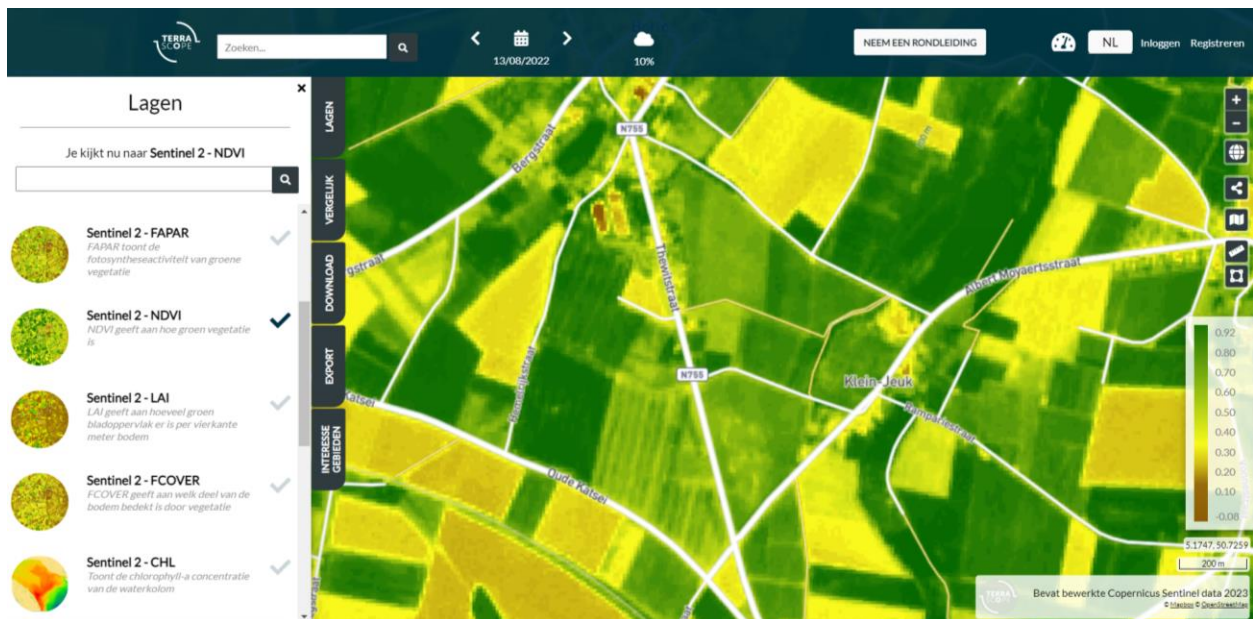 TERRA
SCOPE
Zoeken...
13/08/2022
10%
NEEM EEN RONDLEIDING
NL
Inloggen
Registreren
Lagen
Je kijkt nu naar Sentinel 2 - NDVI
Sentinel 2 - FAPAR
FAPAR toont de
fotosyntheseactiviteit van groene
vegetatie
Sentinel 2 - NDVI
NDVI geeft aan hoe groen vegetatie
is
Sentinel 2 - LAI
LAI geeft aan hoeveel groen
bladoppervlak er is per vierkante
meter bodem
Sentinel 2 - FCOVER
FCOVER geeft aan welk deel van de
bodem bedekt is door vegetatie
Sentinel 2 - CHL
Toont de chlorophyll-a concentratie
van de waterkolom
LAGEN
VERGELIJK
DOWNLOAD
EXPORT
INTERESSE
GEBIEDEN
N755
Bergstraat
Thewitstraat
Albert Moyaertsstraat
N755
Klein-Jeuk
Oude Katsei
+
-
0.92
0.80
0.70
0.60
0.50
0.40
0.30
0.20
0.10
-0.08
5.1747, 50.7259
200 m
Bevat bewerkte Copernicus Sentinel data 2023
© Mapbox © OpenStreetMap